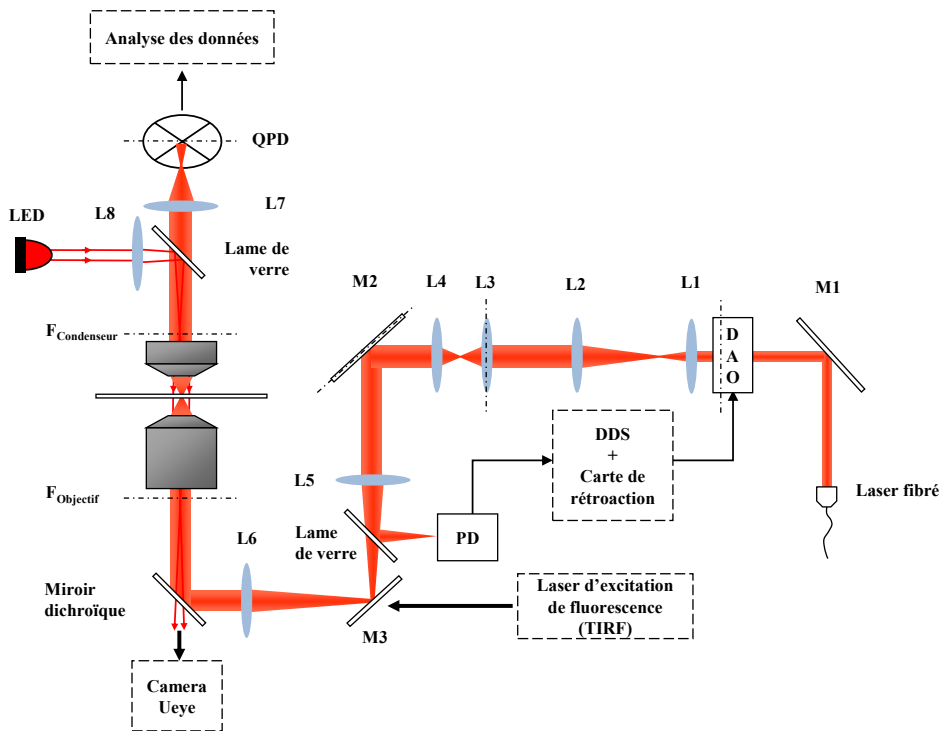 Analyse des données
QPD
LED
L8
L7
Lame de
verre
M2
L4
L3
L2
L1
M1
F Condenseur
D
A
O
DDS
+
Carte de
rétroaction
Laser fibré
L5
F Objectif
Lame
de verre
PD
L6
Miroir
dichroïque
M3
Laser d'excitation
de fluorescence
(TIRF)
Camera
Ueye